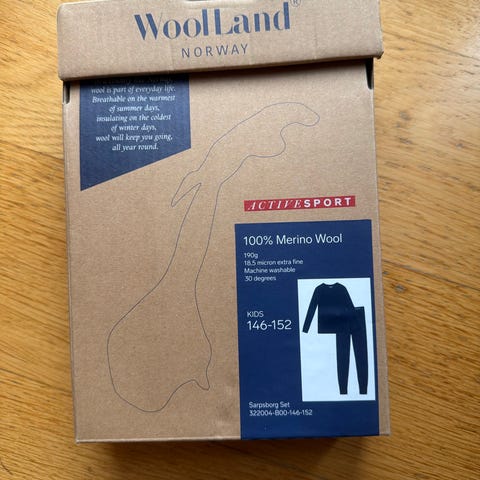 WoolLand®
NORWAY
wool is part of everyday life.
Breathable on the warmest
of summer days,
insulating on the coldest
of winter days,
wool will keep you going,
all year round.
ACTIVESPORT
100% Merino Wool
190g
18.5 micron extra fine
Machine washable
30 degrees
KIDS
146-152
Sarpsborg Set
322004-B00-146-152